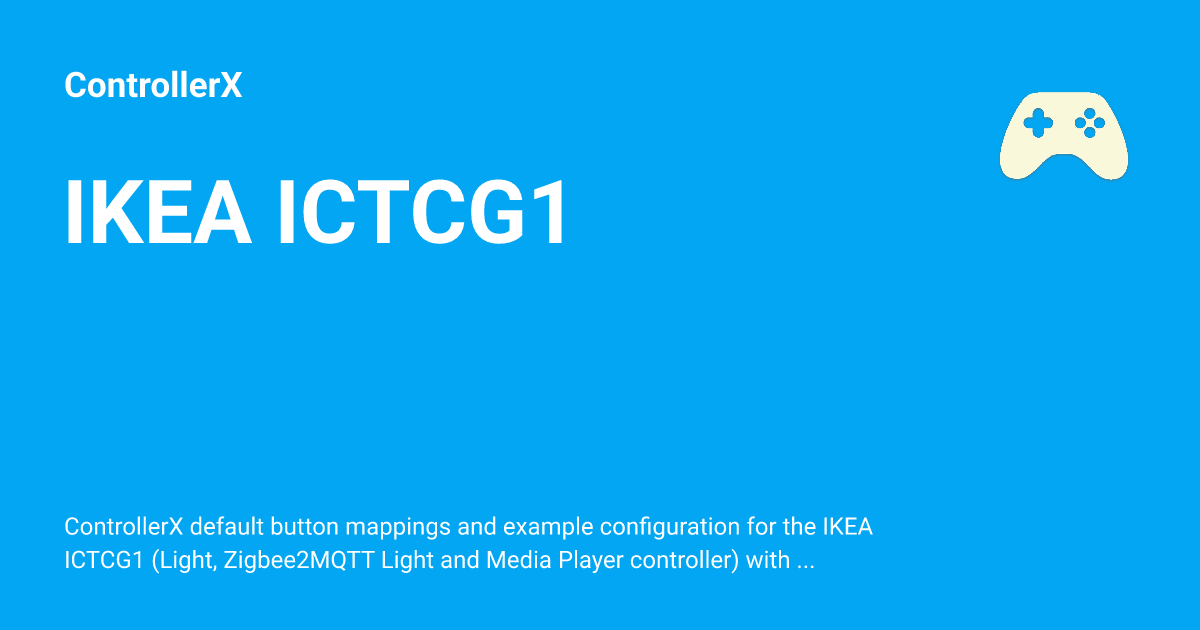 ControllerX
IKEA ICTCG1
ControllerX default button mappings and example configuration for the IKEA
ICTCG1 (Light, Zigbee2MQTT Light and Media Player controller) with ...